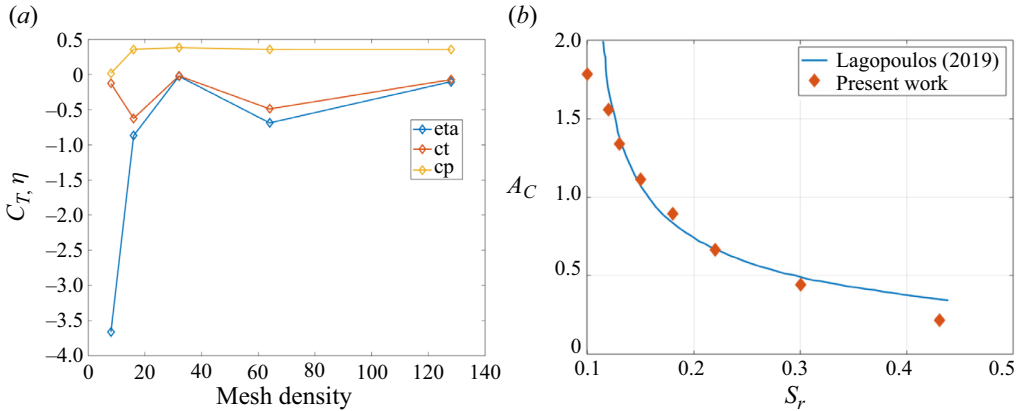 (a)
0.5
0
–0.5
–1.0
–1.5
–2.0
–2.5
–3.0
–3.5
–4.0
C_T, η
0 20 40 60 80 100 120 140
Mesh density
eta
ct
cp
(b)
2.0
1.5
1.0
0.5
0
A_C
0.1 0.2 0.3 0.4 0.5
S_r
Lagopoulos (2019)
Present work